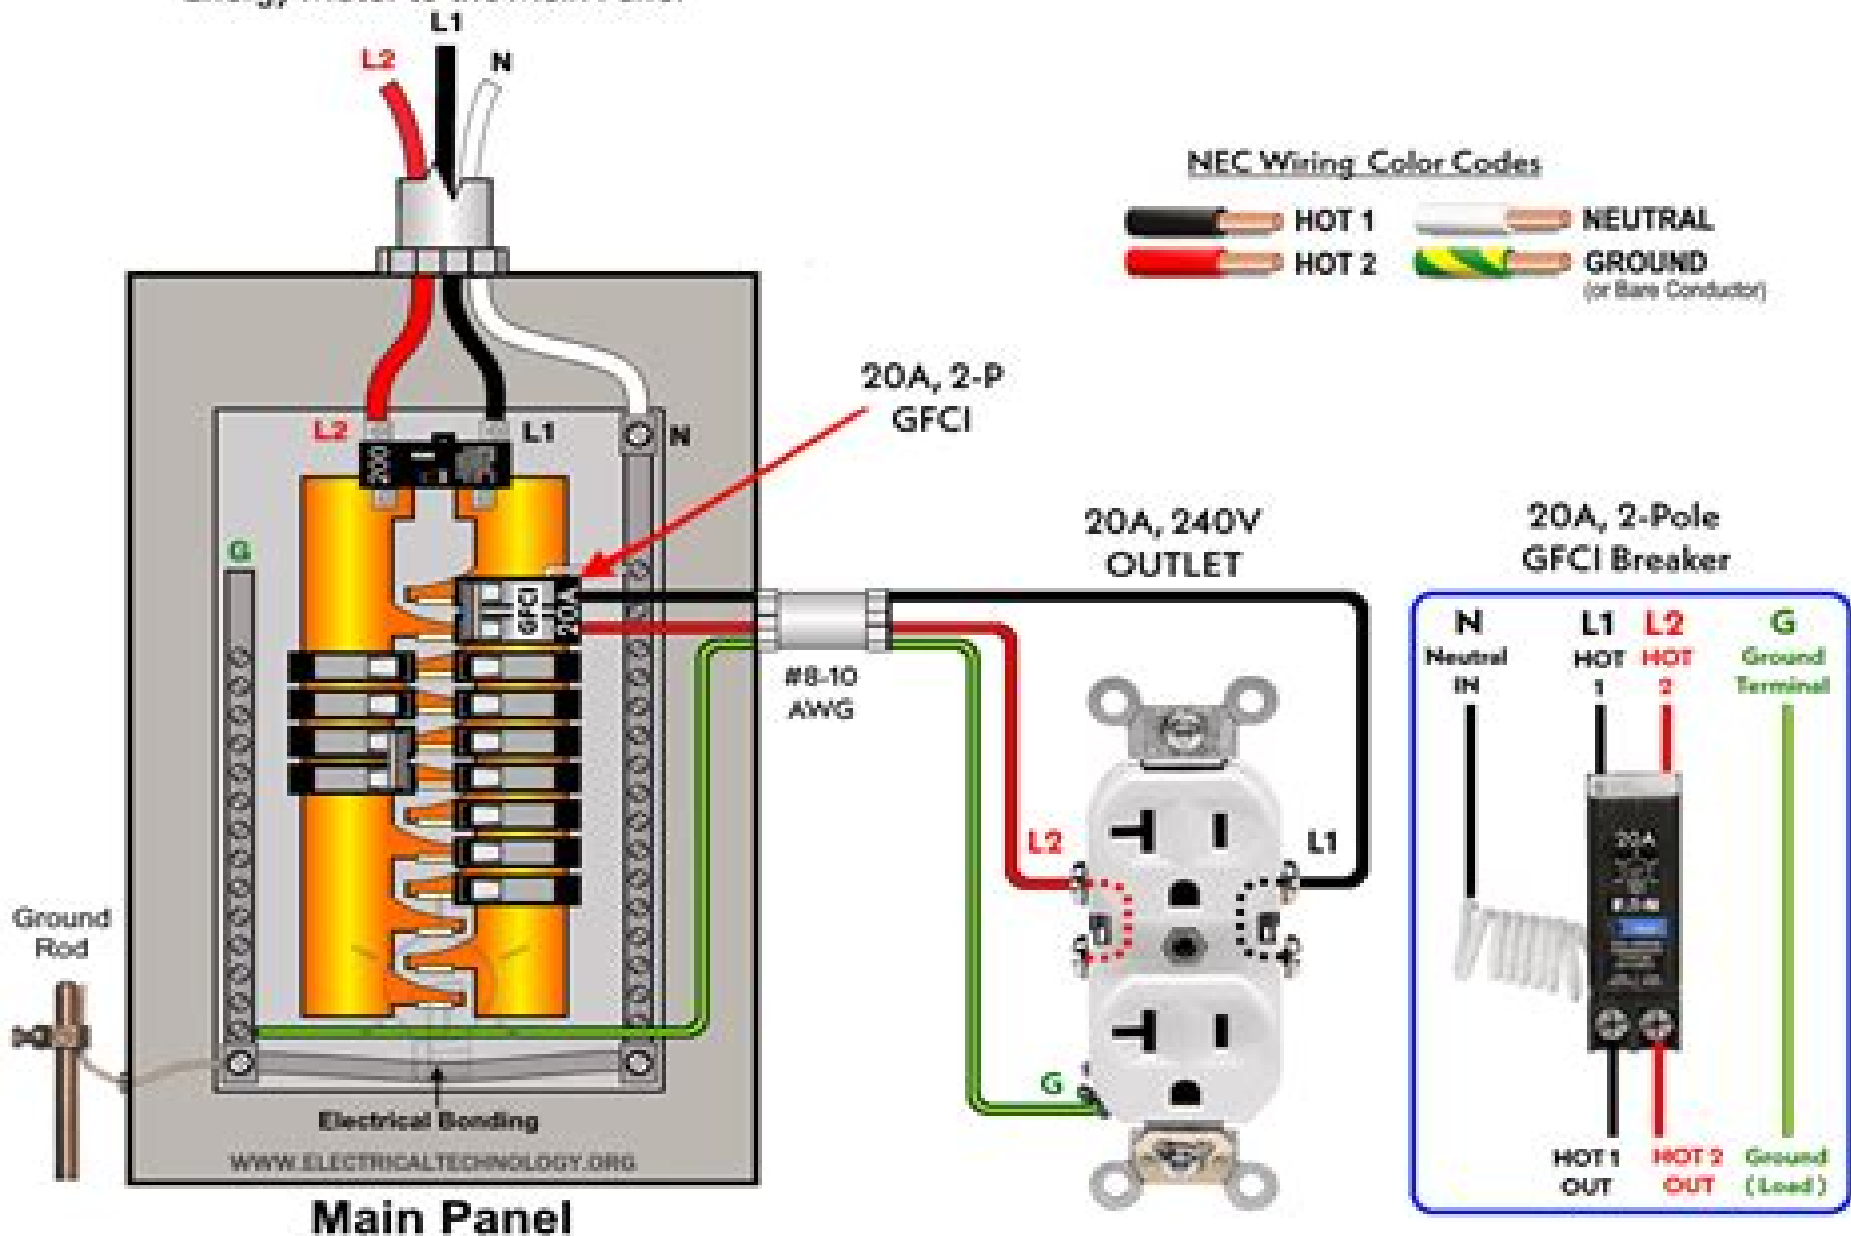 L1
L2
N
NEC Wiring Color Codes
HOT 1
NEUTRAL
HOT 2
GROUND
(or Bare Conductor)
20A, 2-P
GFCI
L2
L1
N
200
G
GFCI
20A
20A, 240V
OUTLET
#8-10
AWG
L2
L1
G
20A, 2-Pole
GFCI Breaker
N
L1
L2
G
Neutral
HOT
HOT
Ground
IN
1
2
Terminal
20A
HOT 1
HOT 2
Ground
OUT
OUT
(Load)
Ground
Rod
Electrical Bonding
WWW.ELECTRICALTECHNOLOGY.ORG
Main Panel